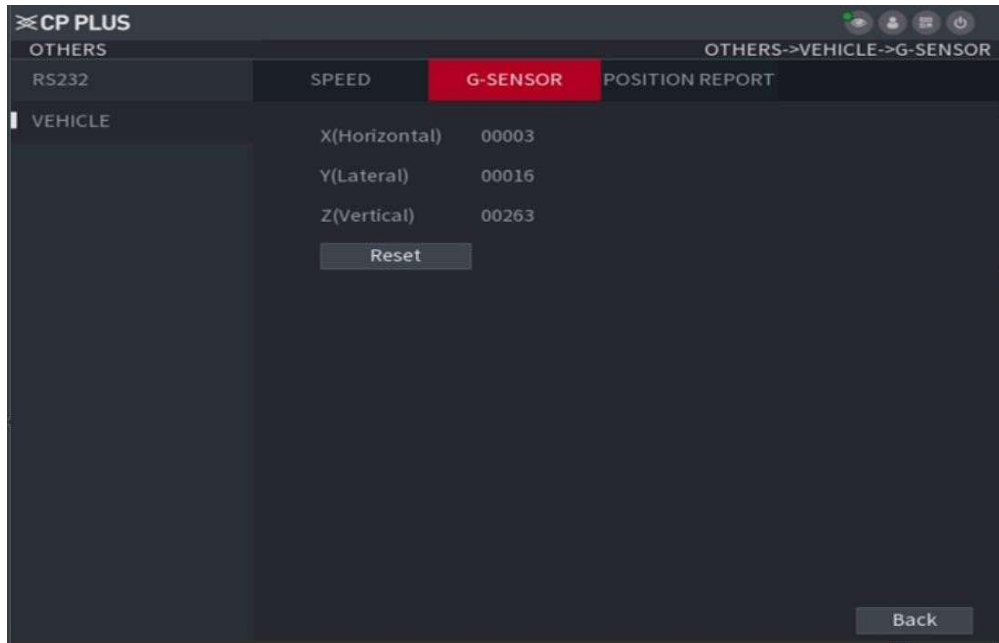 CP PLUS
OTHERS OTHERS->VEHICLE->G-SENSOR
RS232 SPEED G-SENSOR POSITION REPORT
VEHICLE
X(Horizontal) 00003
Y(Lateral) 00016
Z(Vertical) 00263
Reset
Back